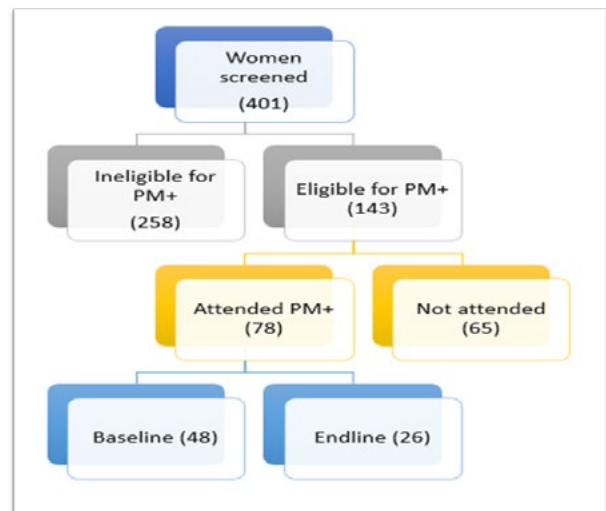 Women
screened
(401)
Ineligible for
PM+
(258)
Eligible for PM+
(143)
Attended PM+
(78)
Not attended
(65)
Baseline (48)
Endline (26)